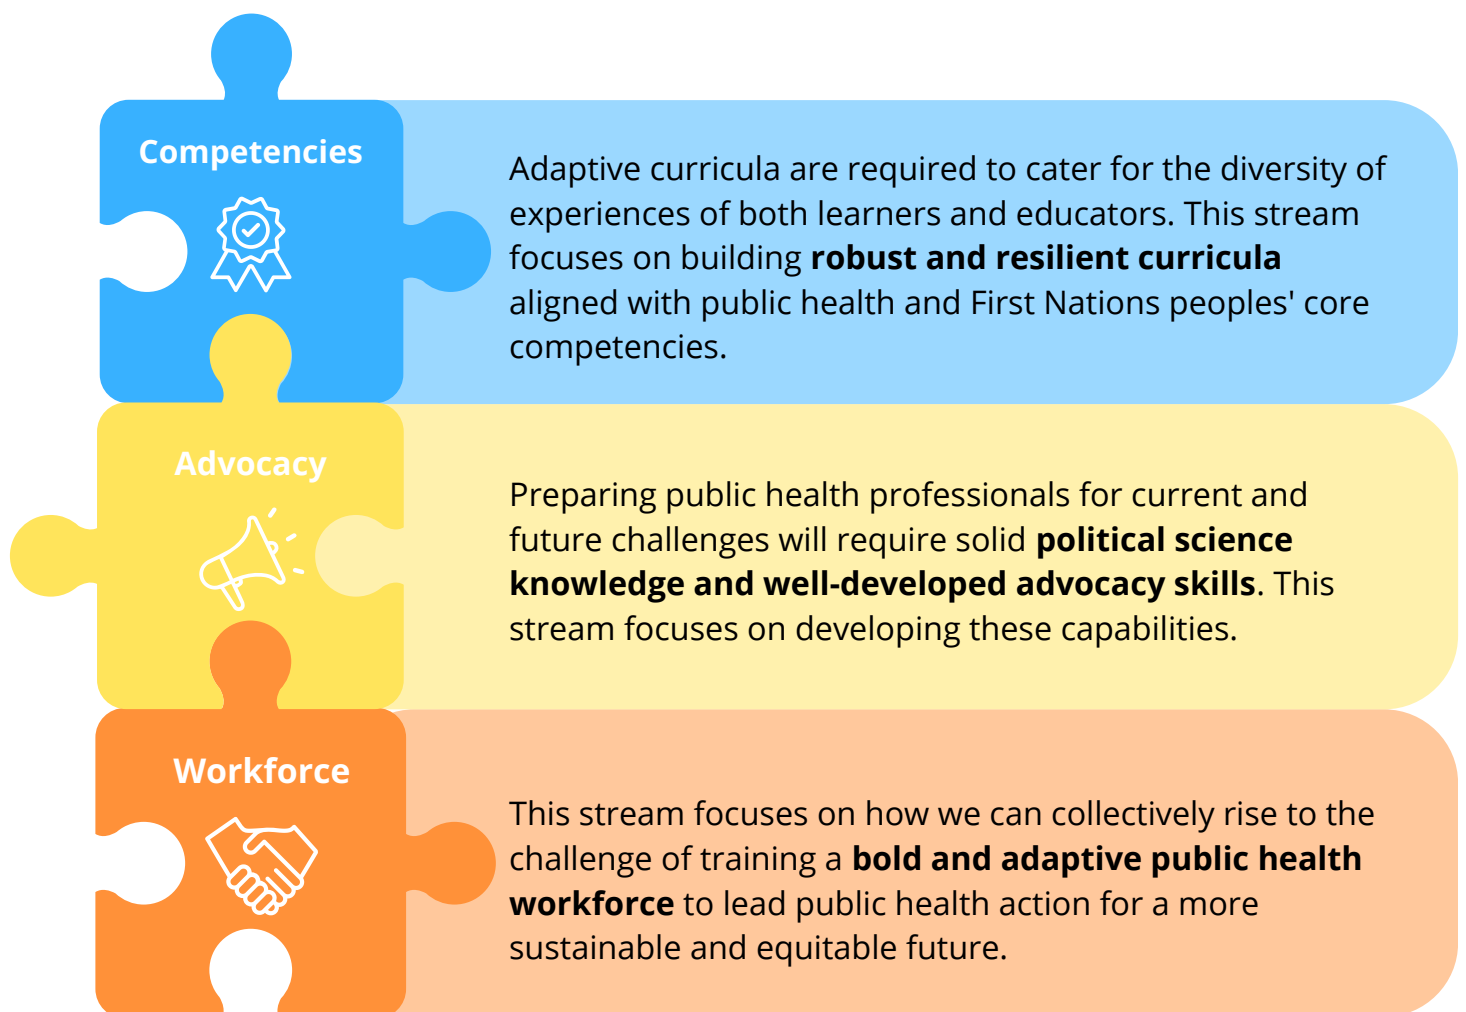 Competencies
Adaptive curricula are required to cater for the diversity of
experiences of both learners and educators. This stream
focuses on building robust and resilient curricula
aligned with public health and First Nations peoples' core
competencies.
Advocacy
Preparing public health professionals for current and
future challenges will require solid political science
knowledge and well-developed advocacy skills. This
stream focuses on developing these capabilities.
Workforce
This stream focuses on how we can collectively rise to the
challenge of training a bold and adaptive public health
workforce to lead public health action for a more
sustainable and equitable future.